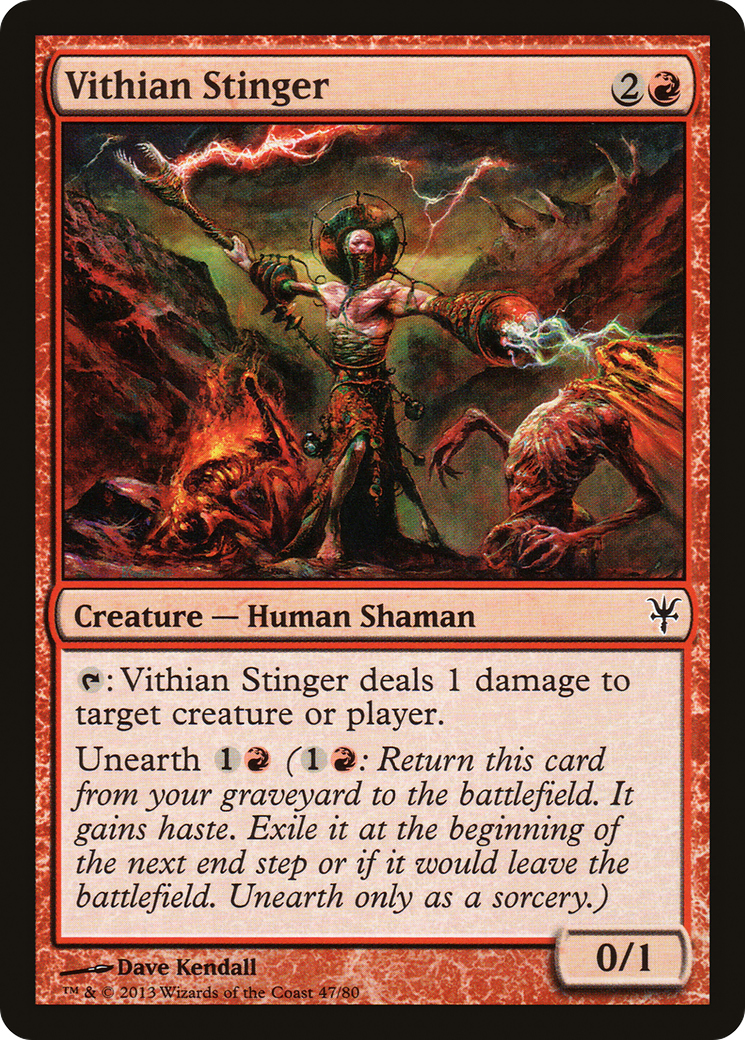 Vithian Stinger 2
Creature — Human Shaman
: Vithian Stinger deals 1 damage to
target creature or player.
Unearth 1 (1 : Return this card
from your graveyard to the battlefield. It
gains haste. Exile it at the beginning of
the next end step or if it would leave the
battlefield. Unearth only as a sorcery.)
0/1
Dave Kendall
™ & © 2013 Wizards of the Coast 47/80